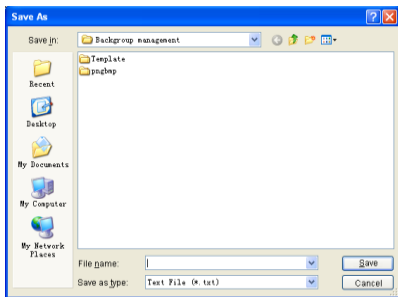 Save As
Save in:
Backgroup management
Template
pngbmp
Recent
Desktop
My Documents
My Computer
My Network
Places
File name:
Save
Save as type:
Text File (*.txt)
Cancel